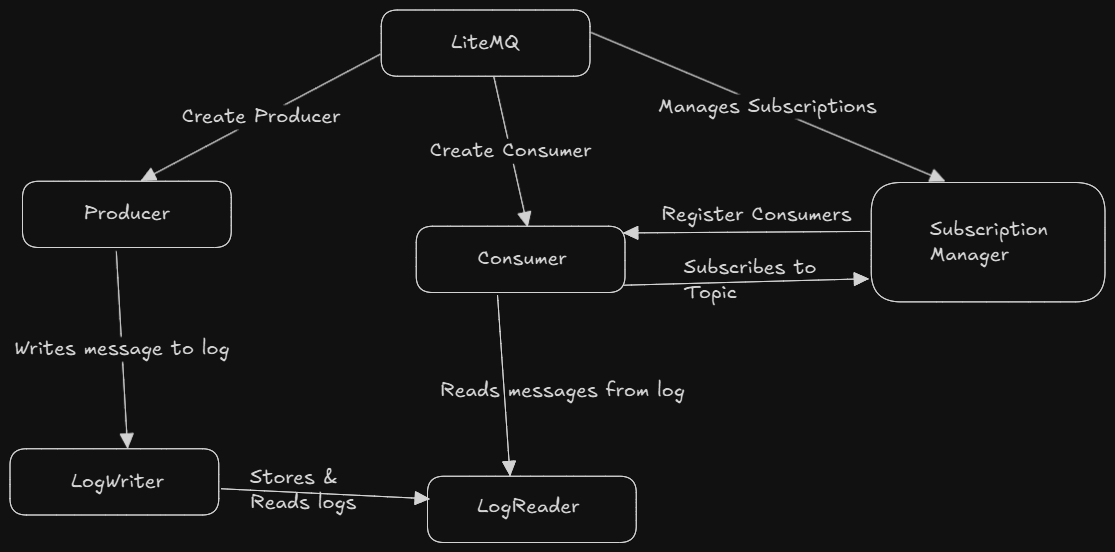 LiteMQ
Create Producer
Manages Subscriptions
Create Consumer
Producer
Register Consumers
Subscription
Manager
Consumer
Subscribes to
Topic
Writes message to log
Reads messages from log
LogWriter
Stores &
Reads logs
LogReader